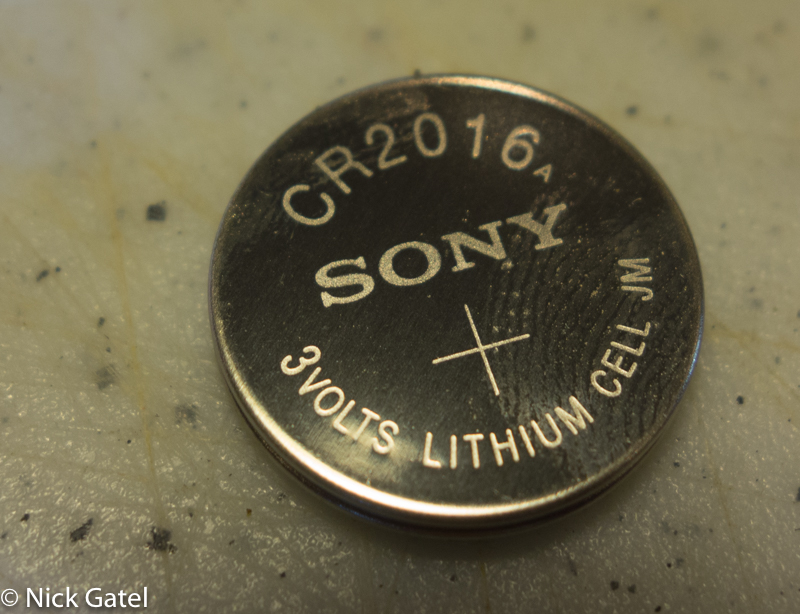 CR2016A
SONY
+
3VOLTS LITHIUM CELL JM
© Nick Gatel